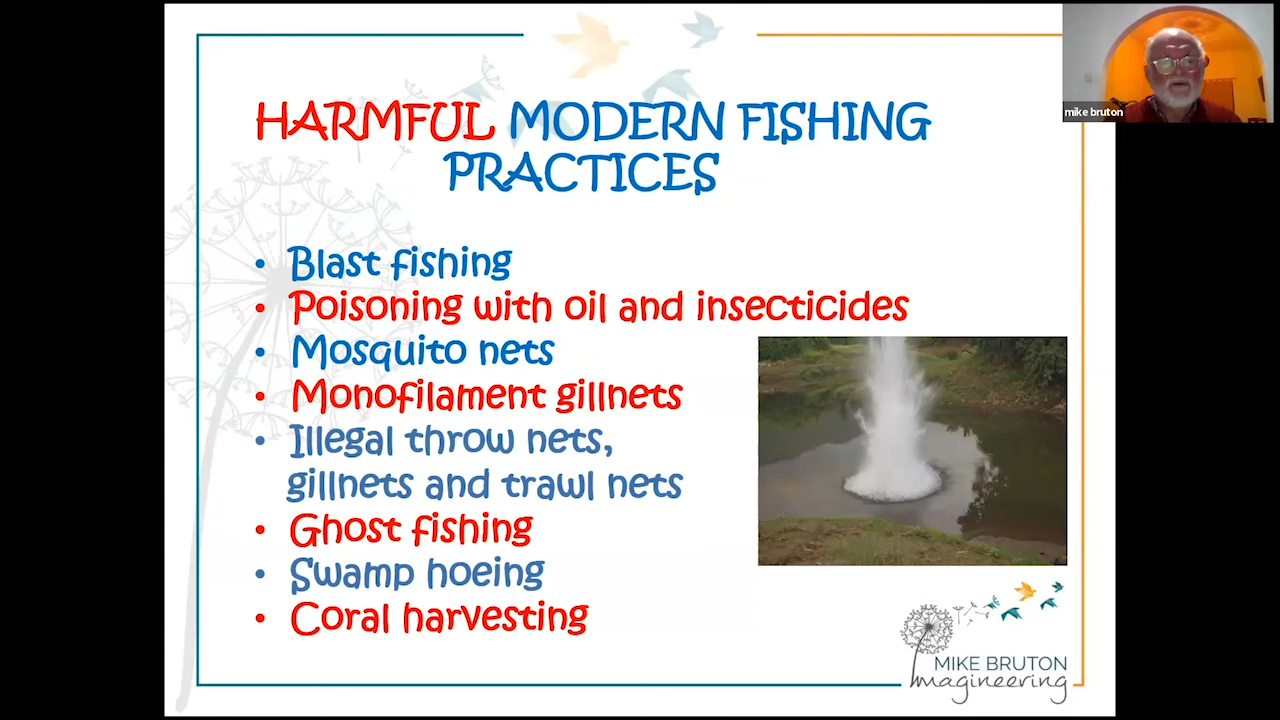 HARMFUL MODERN FISHING
PRACTICES
• Blast fishing
• Poisoning with oil and insecticides
• Mosquito nets
• Monofilament gillnets
• Illegal throw nets,
gillnets and trawl nets
• Ghost fishing
• Swamp hoeing
• Coral harvesting
mike bruton
MIKE BRUTON
Imagineering